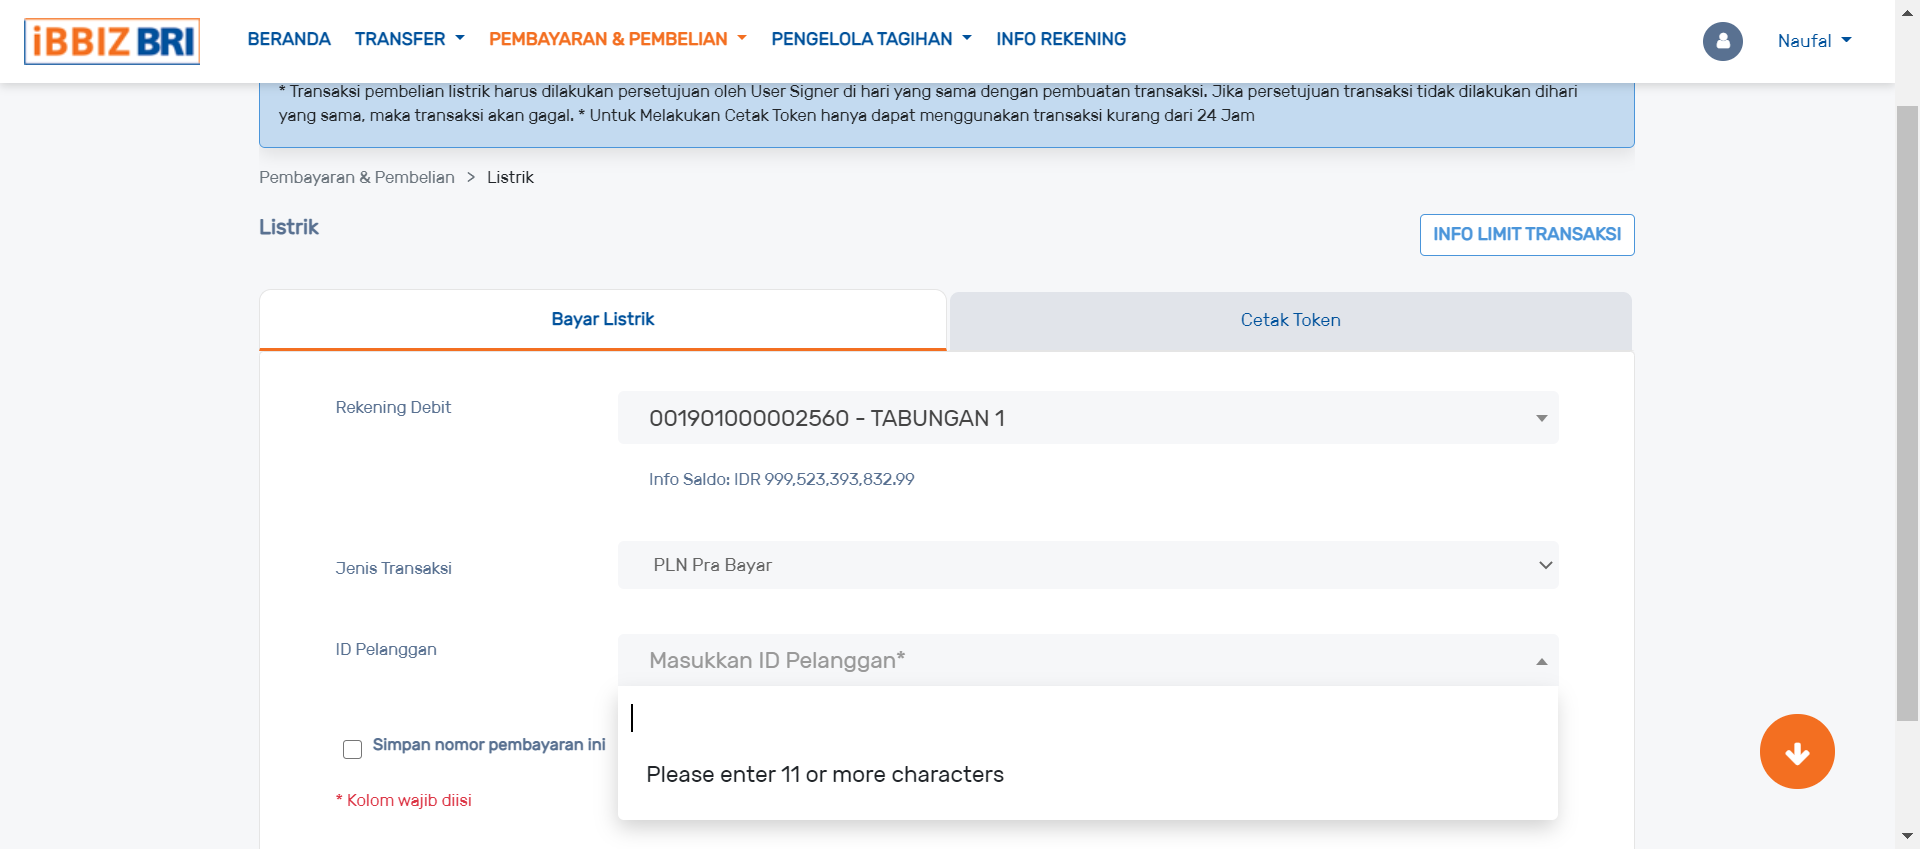 iBBIZ BRI
BERANDA TRANSFER PEMBAYARAN & PEMBELIAN PENGELOLA TAGIHAN INFO REKENING Naufal
* Transaksi pembelian listrik harus dilakukan persetujuan oleh User Signer di hari yang sama dengan pembuatan transaksi. Jika persetujuan transaksi tidak dilakukan dihari
yang sama, maka transaksi akan gagal. * Untuk Melakukan Cetak Token hanya dapat menggunakan transaksi kurang dari 24 Jam
Pembayaran & Pembelian > Listrik
Listrik
INFO LIMIT TRANSAKSI
Bayar Listrik
Cetak Token
Rekening Debit
001901000002560 - TABUNGAN 1
Info Saldo: IDR 999,523,393,832.99
Jenis Transaksi
PLN Pra Bayar
ID Pelanggan
Masukkan ID Pelanggan*
Please enter 11 or more characters
Simpan nomor pembayaran ini
* Kolom wajib diisi